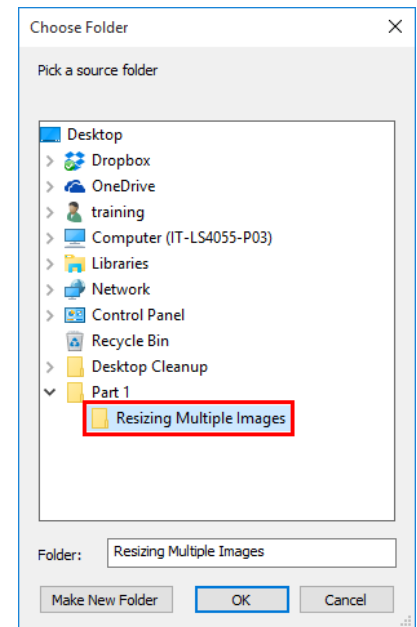 Choose Folder
Pick a source folder
Desktop
Dropbox
OneDrive
training
Computer (IT-LS4055-P03)
Libraries
Network
Control Panel
Recycle Bin
Desktop Cleanup
Part 1
Resizing Multiple Images
Folder: Resizing Multiple Images
Make New Folder OK Cancel